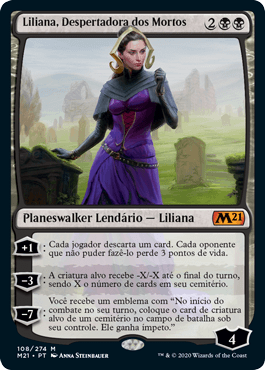 Liliana, Despertadora dos Mortos 2
Planeswalker Lendário — Liliana M21
+1: Cada jogador descarta um card. Cada oponente
que não puder fazê-lo perde 3 pontos de vida.
-3: A criatura alvo recebe -X/-X até o final do turno,
sendo X o número de cards em seu cemitério.
Você recebe um emblema com “No início do
-7: combate no seu turno, coloque o card de criatura
alvo de um cemitério no campo de batalha sob
seu controle. Ele ganha ímpeto.”
4
108/274 M
M21 • PT Anna Steinbauer ™ & © 2020 Wizards of the Coast